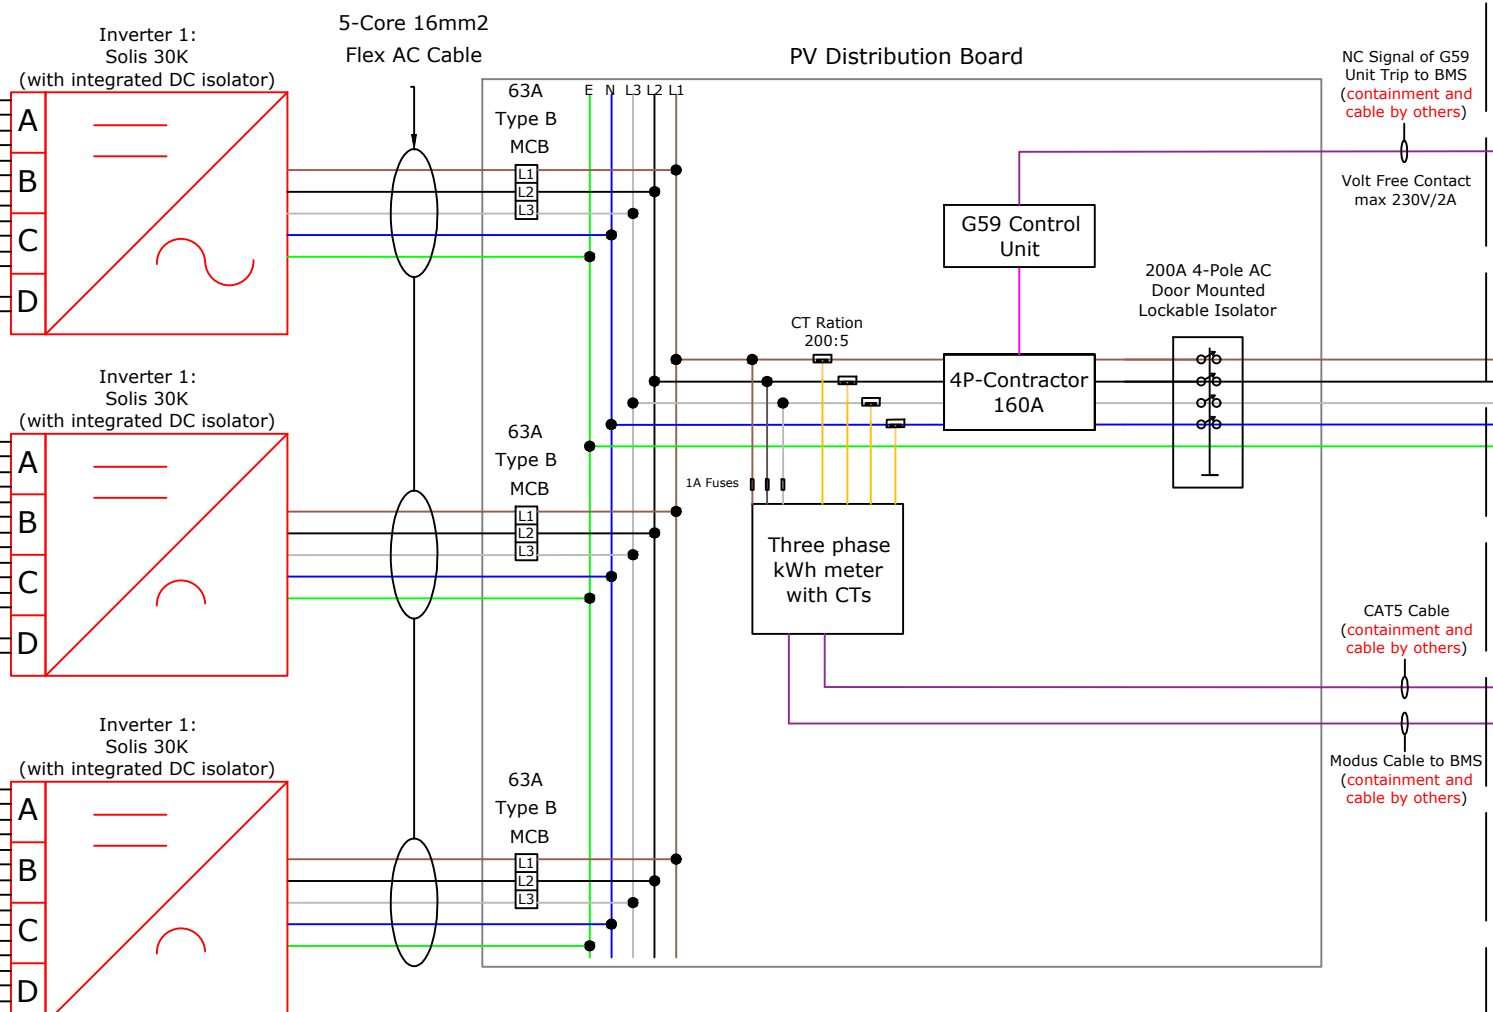 5-Core 16mm2
Flex AC Cable
Inverter 1:
Solis 30K
(with integrated DC isolator)
A
B
C
D
PV Distribution Board
63A
Type B
MCB
E N L3 L2 L1
L1
L2
L3
NC Signal of G59
Unit Trip to BMS
(containment and
cable by others)
Volt Free Contact
max 230V/2A
G59 Control
Unit
200A 4-Pole AC
Door Mounted
Lockable Isolator
CT Ration
200:5
4P-Contractor
160A
Inverter 1:
Solis 30K
(with integrated DC isolator)
A
B
C
D
63A
Type B
MCB
L1
L2
L3
1A Fuses
Three phase
kWh meter
with CTs
CAT5 Cable
(containment and
cable by others)
Modus Cable to BMS
(containment and
cable by others)
Inverter 1:
Solis 30K
(with integrated DC isolator)
A
B
C
D
63A
Type B
MCB
L1
L2
L3